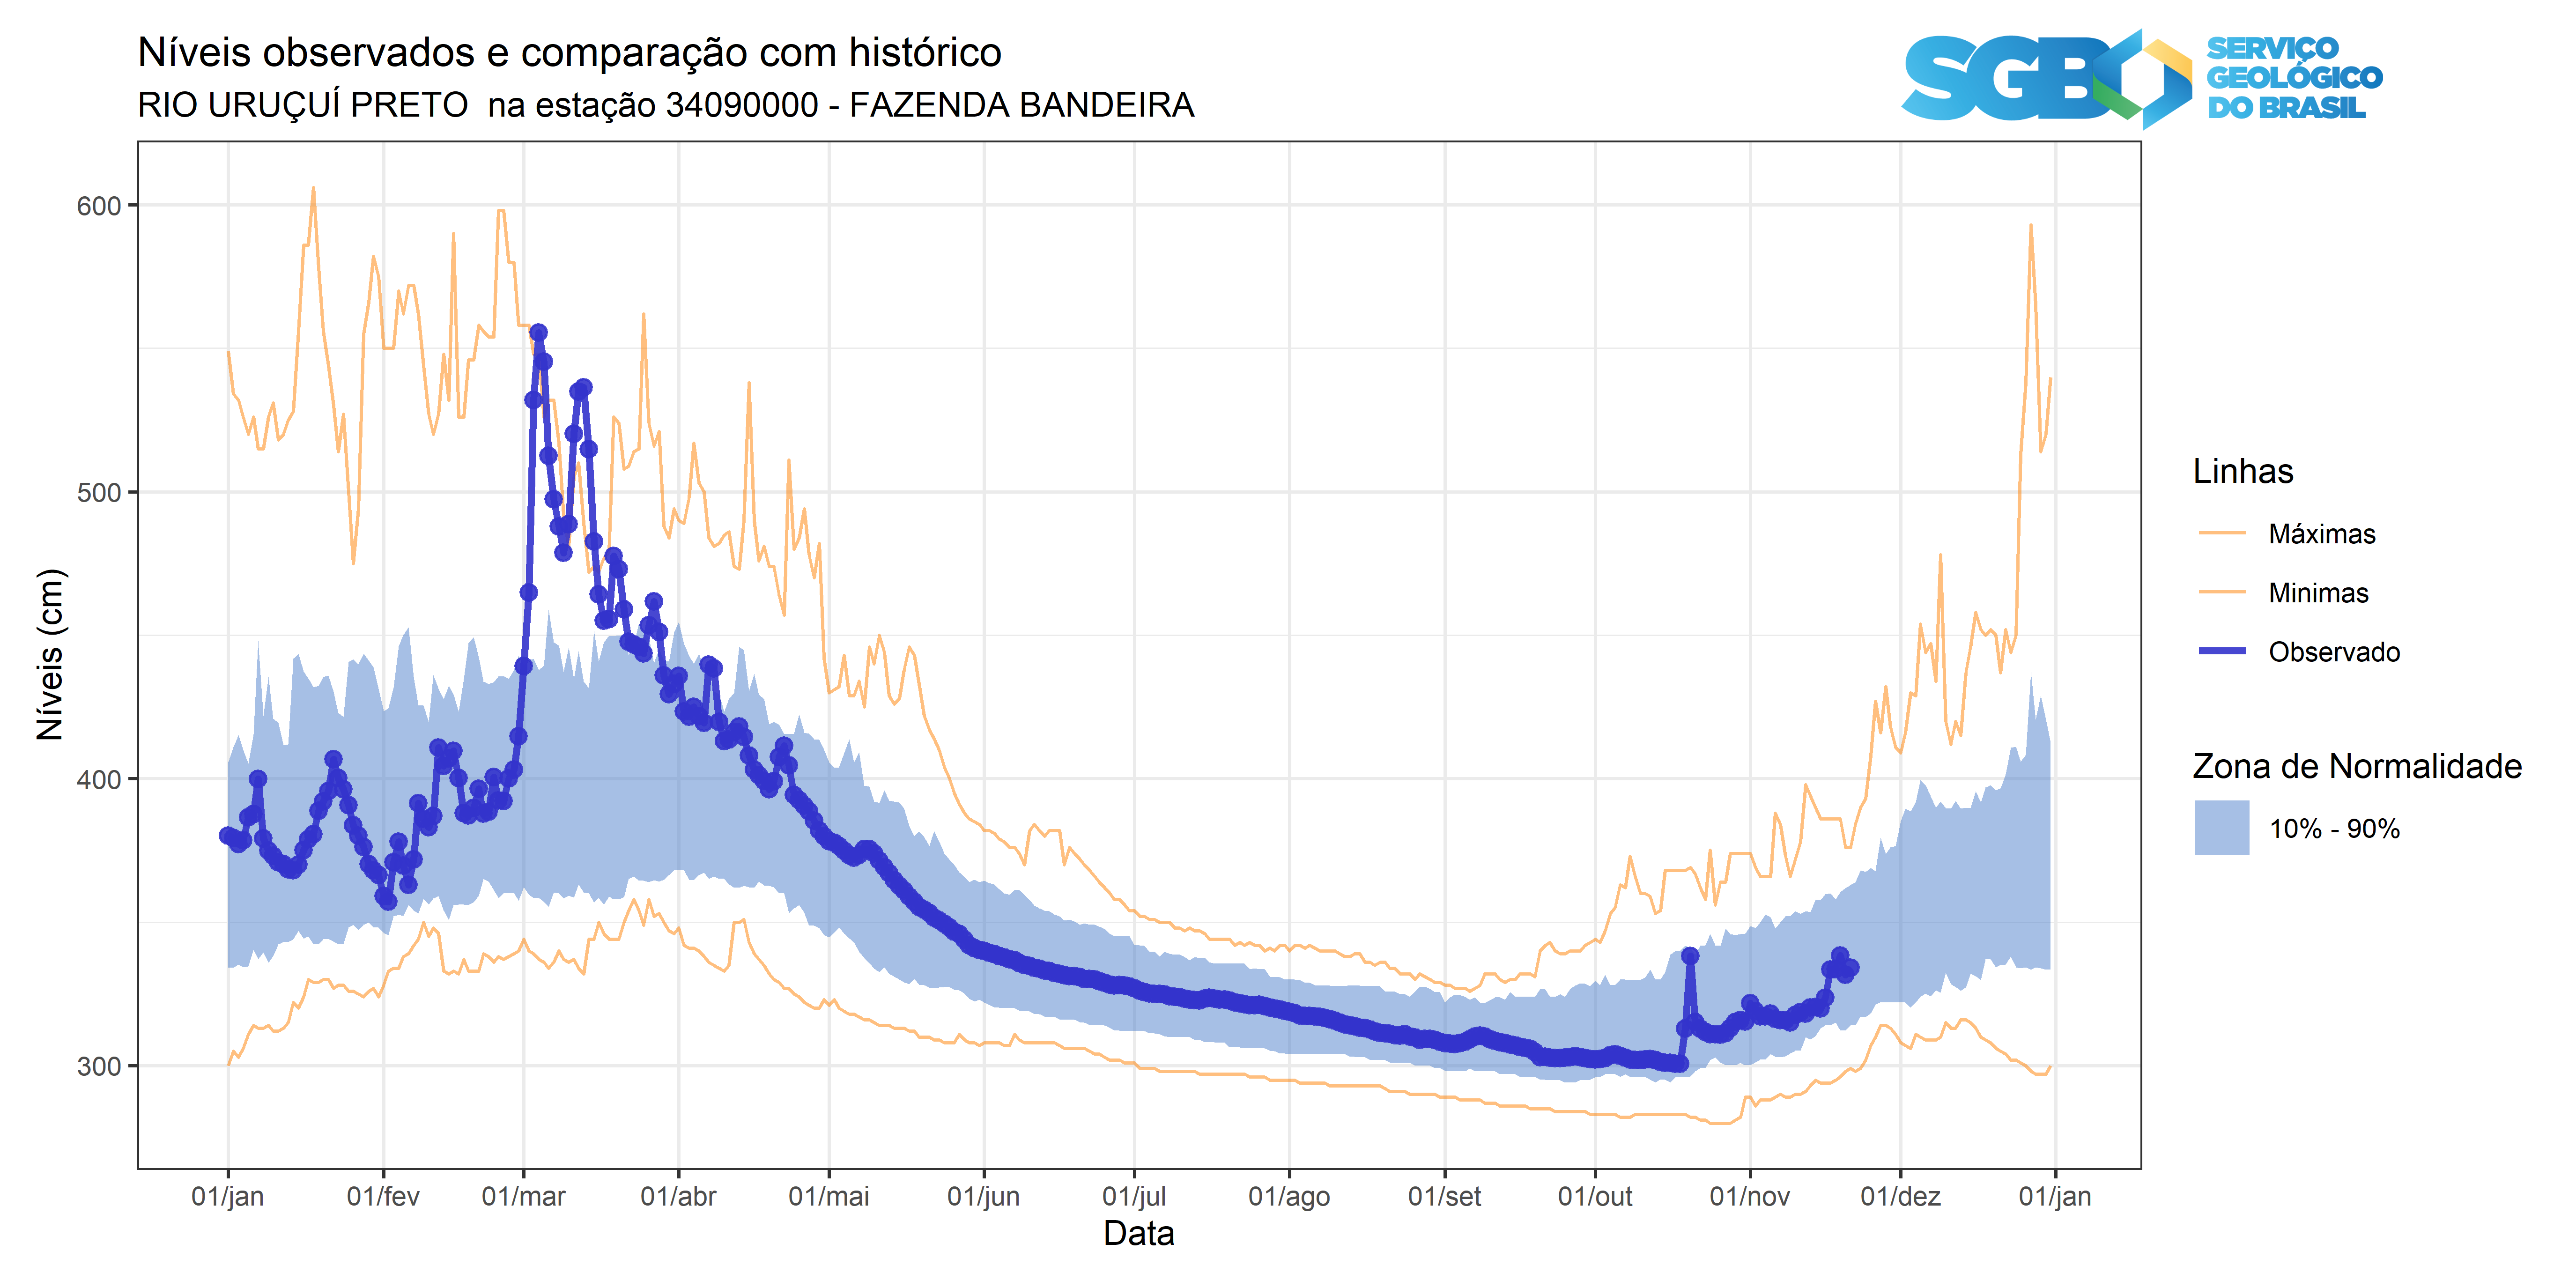 Níveis observados e comparação com histórico
RIO URUÇUÍ PRETO  na estação 34090000 - FAZENDA BANDEIRA
SGB
SERVIÇO
GEOLÓGICO
DO BRASIL
600
500
400
300
Níveis (cm)
01/jan
01/fev
01/mar
01/abr
01/mai
01/jun
01/jul
01/ago
01/set
01/out
01/nov
01/dez
01/jan
Data
Linhas
Máximas
Minimas
Observado
Zona de Normalidade
10% - 90%